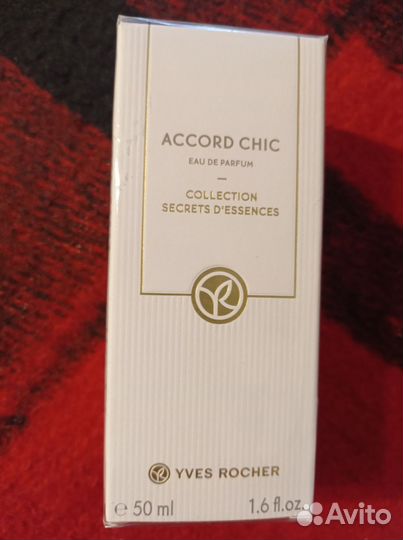 ACCORD CHIC
EAU DE PARFUM
COLLECTION
SECRETS D'ESSENCES
YVES ROCHER
℮ 50 ml 1.6 fl.oz.
Avito